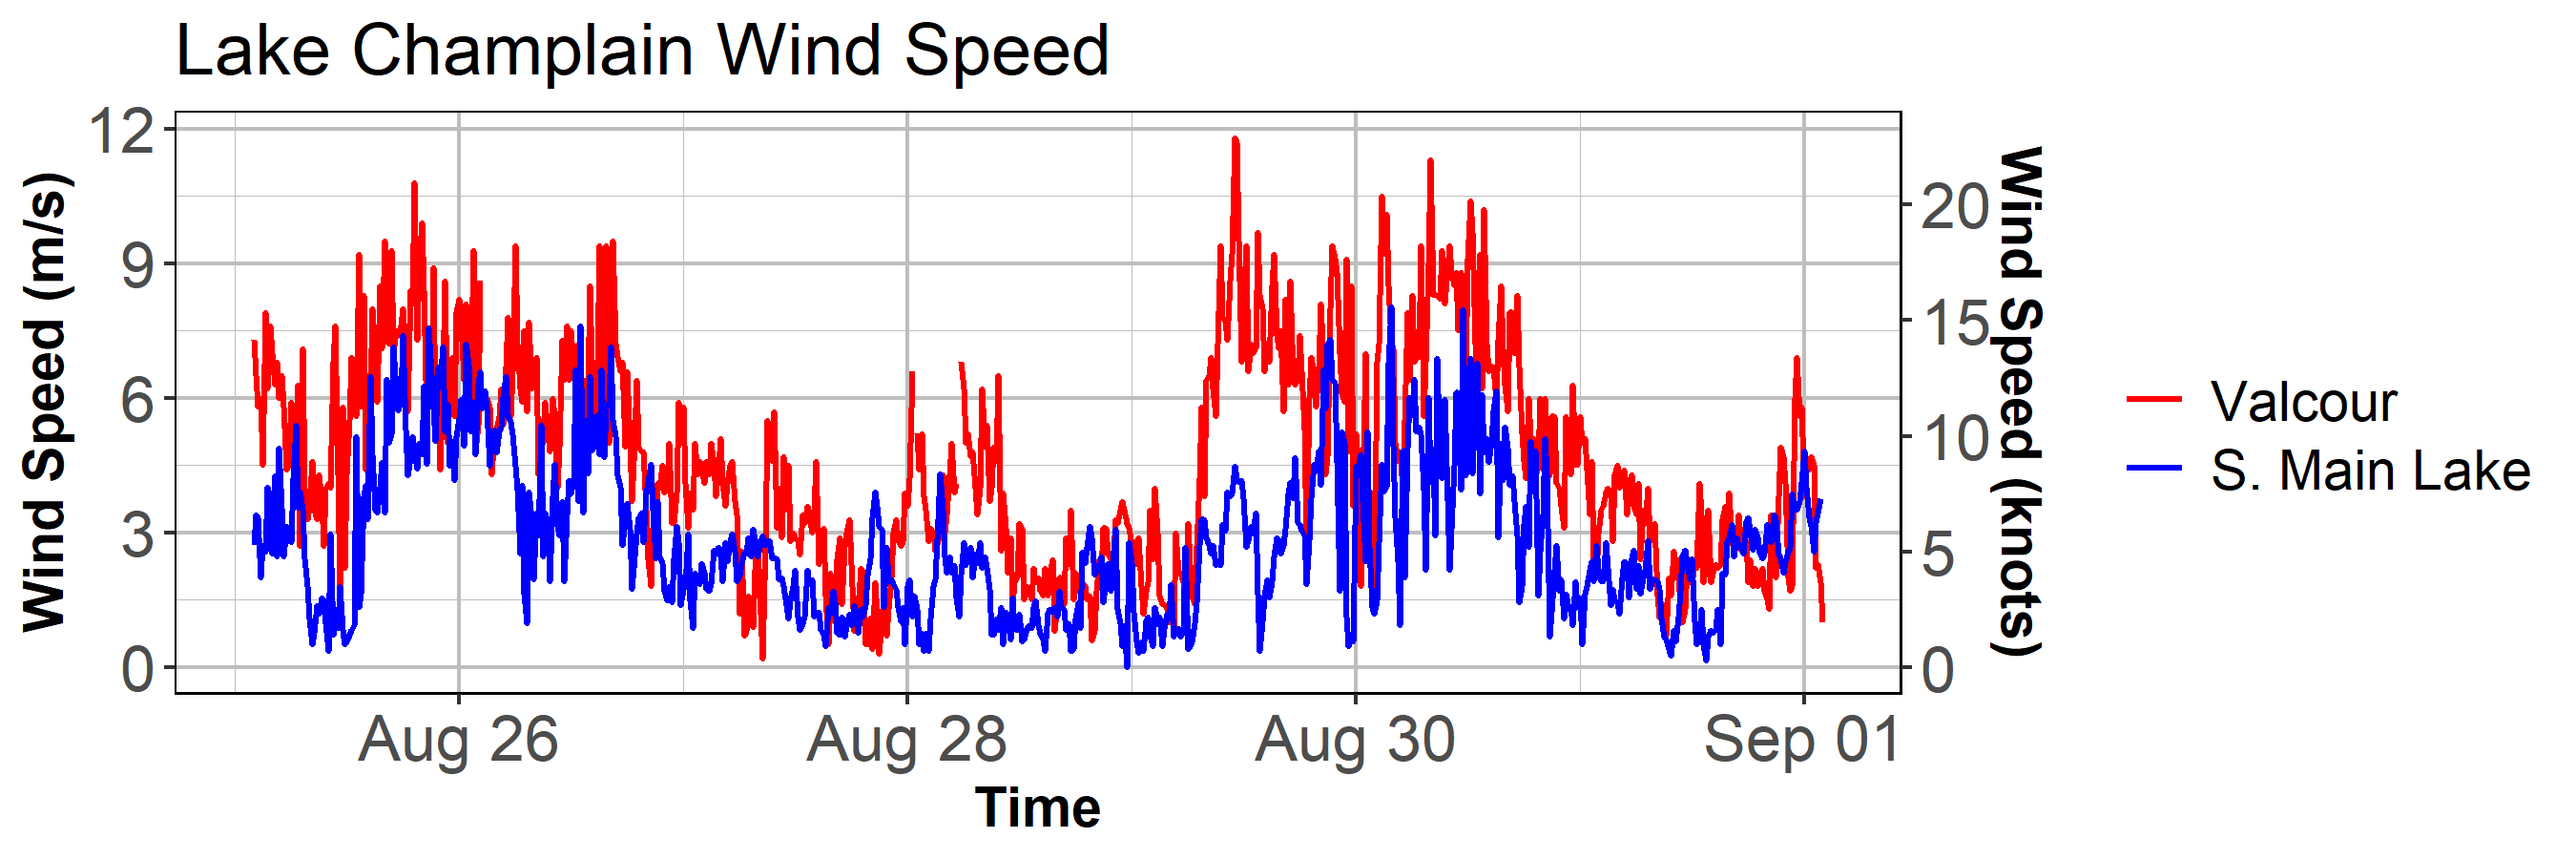 Lake Champlain Wind Speed
Wind Speed (m/s)
12
9
6
3
0
20
15
10
5
0
Wind Speed (knots)
Aug 26
Aug 28
Aug 30
Sep 01
Time
Valcour
S. Main Lake